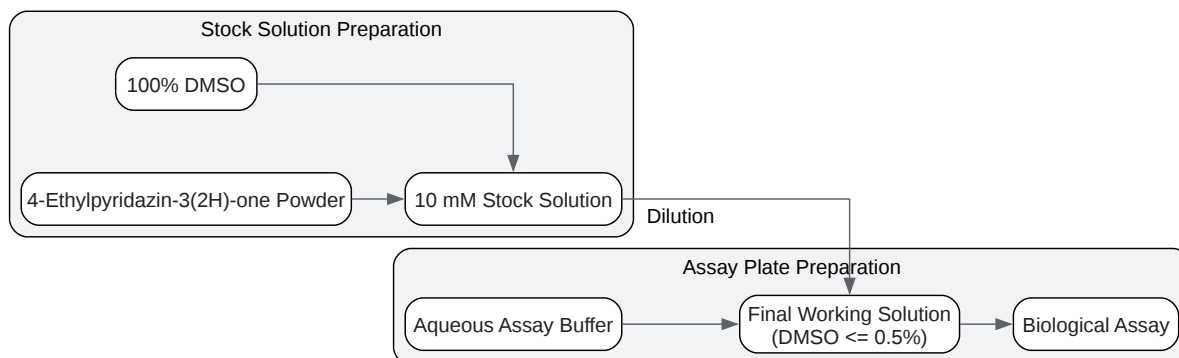 Stock Solution Preparation
100% DMSO
4-Ethylpyridazin-3(2H)-one Powder
10 mM Stock Solution
Dilution
Assay Plate Preparation
Aqueous Assay Buffer
Final Working Solution
(DMSO <= 0.5%)
Biological Assay